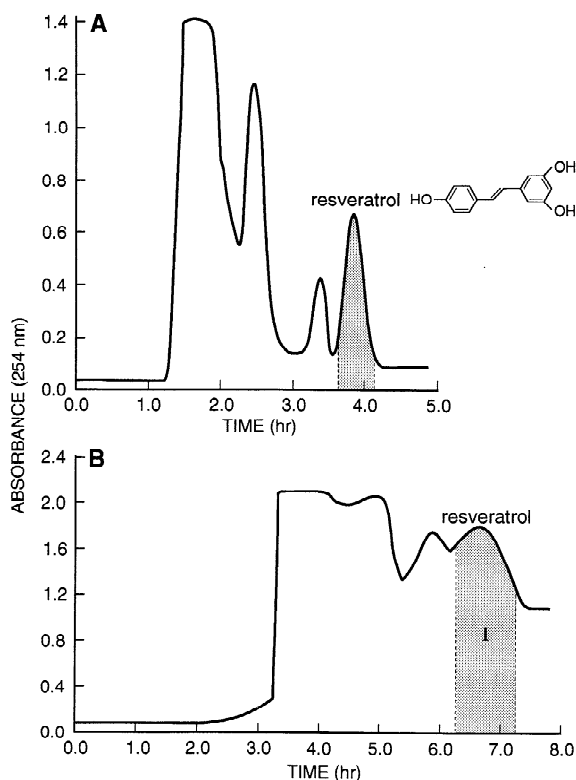 A
1.4
1.2
1.0
0.8
0.6
0.4
0.2
0.0
0.0 1.0 2.0 3.0 4.0 5.0
TIME (hr)
resveratrol
HO
OH
OH
ABSORBANCE (254 nm)
B
2.4
2.0
1.6
1.2
0.8
0.4
0.0
resveratrol
I
0.0 1.0 2.0 3.0 4.0 5.0 6.0 7.0 8.0
TIME (hr)